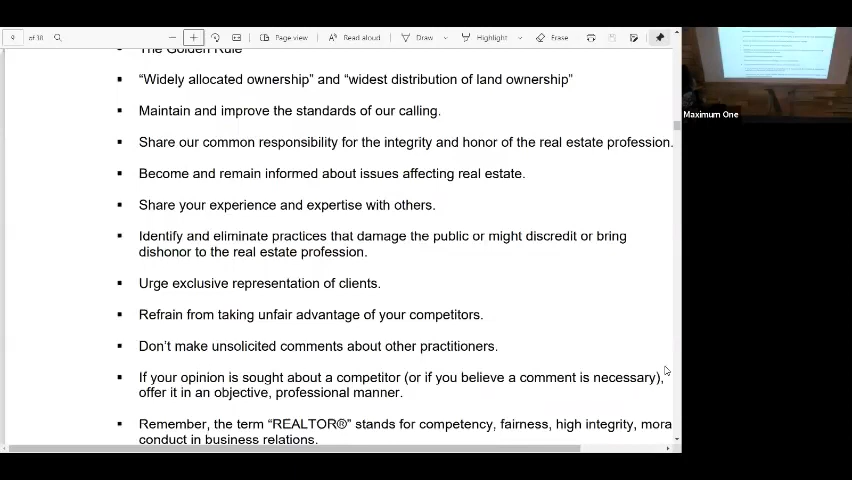 9 of 38 Page view Read aloud Draw Highlight Erase
▪ The Golden Rule
▪ “Widely allocated ownership” and “widest distribution of land ownership”
▪ Maintain and improve the standards of our calling.
▪ Share our common responsibility for the integrity and honor of the real estate profession.
▪ Become and remain informed about issues affecting real estate.
▪ Share your experience and expertise with others.
▪ Identify and eliminate practices that damage the public or might discredit or bring
dishonor to the real estate profession.
▪ Urge exclusive representation of clients.
▪ Refrain from taking unfair advantage of your competitors.
▪ Don’t make unsolicited comments about other practitioners.
▪ If your opinion is sought about a competitor (or if you believe a comment is necessary),
offer it in an objective, professional manner.
▪ Remember, the term “REALTOR®” stands for competency, fairness, high integrity, mora
conduct in business relations.
Maximum One